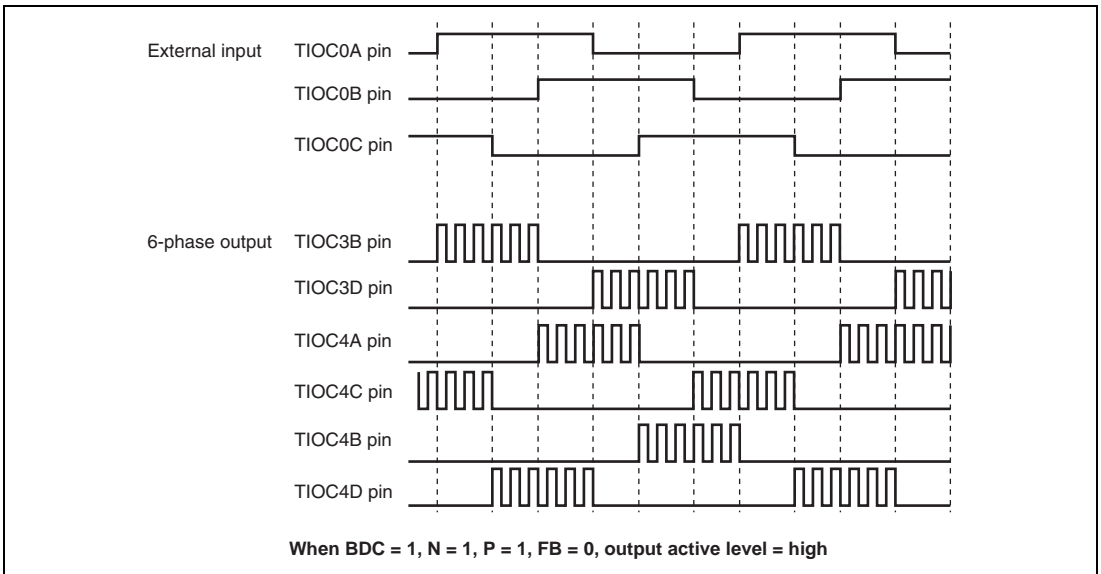 External input TIOC0A pin
TIOC0B pin
TIOC0C pin
6-phase output TIOC3B pin
TIOC3D pin
TIOC4A pin
TIOC4C pin
TIOC4B pin
TIOC4D pin
When BDC = 1, N = 1, P = 1, FB = 0, output active level = high